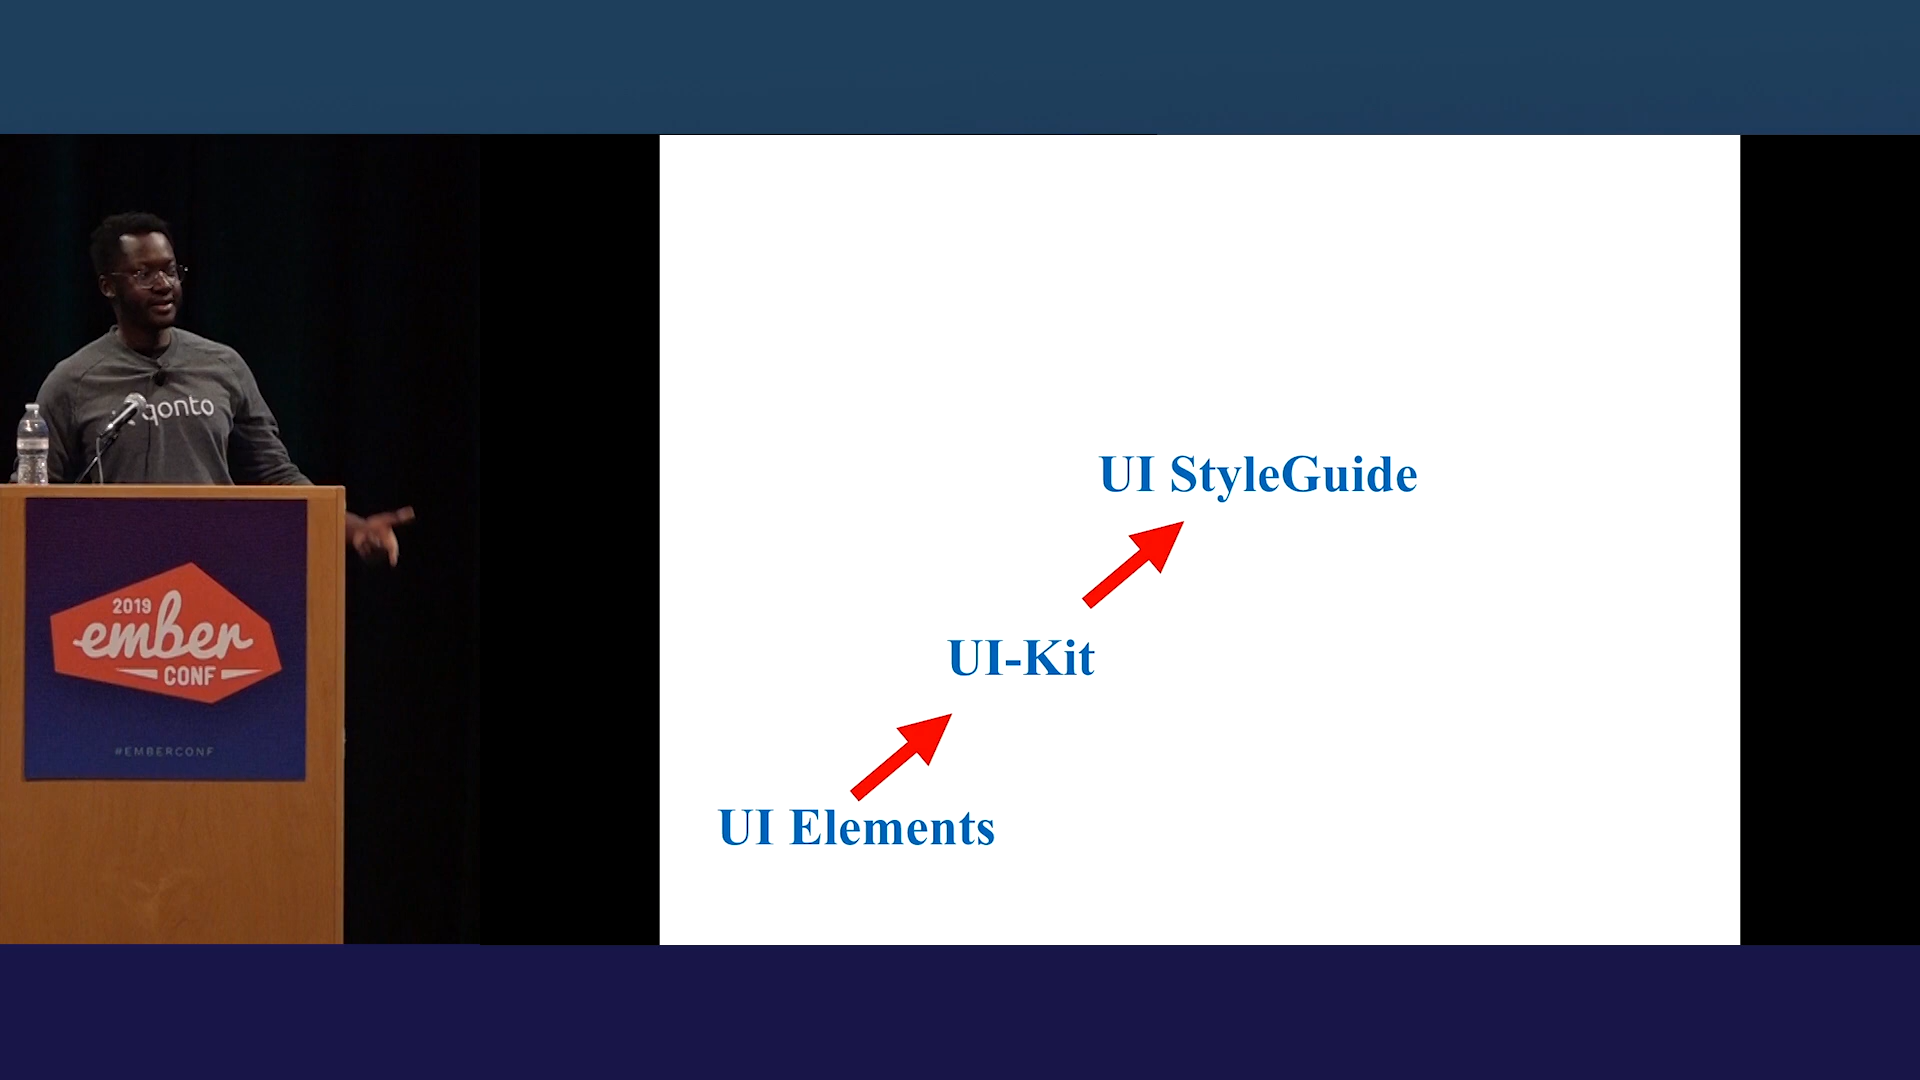 qonto
2019
ember
CONF
#EMBERCONF
UI StyleGuide
UI-Kit
UI Elements